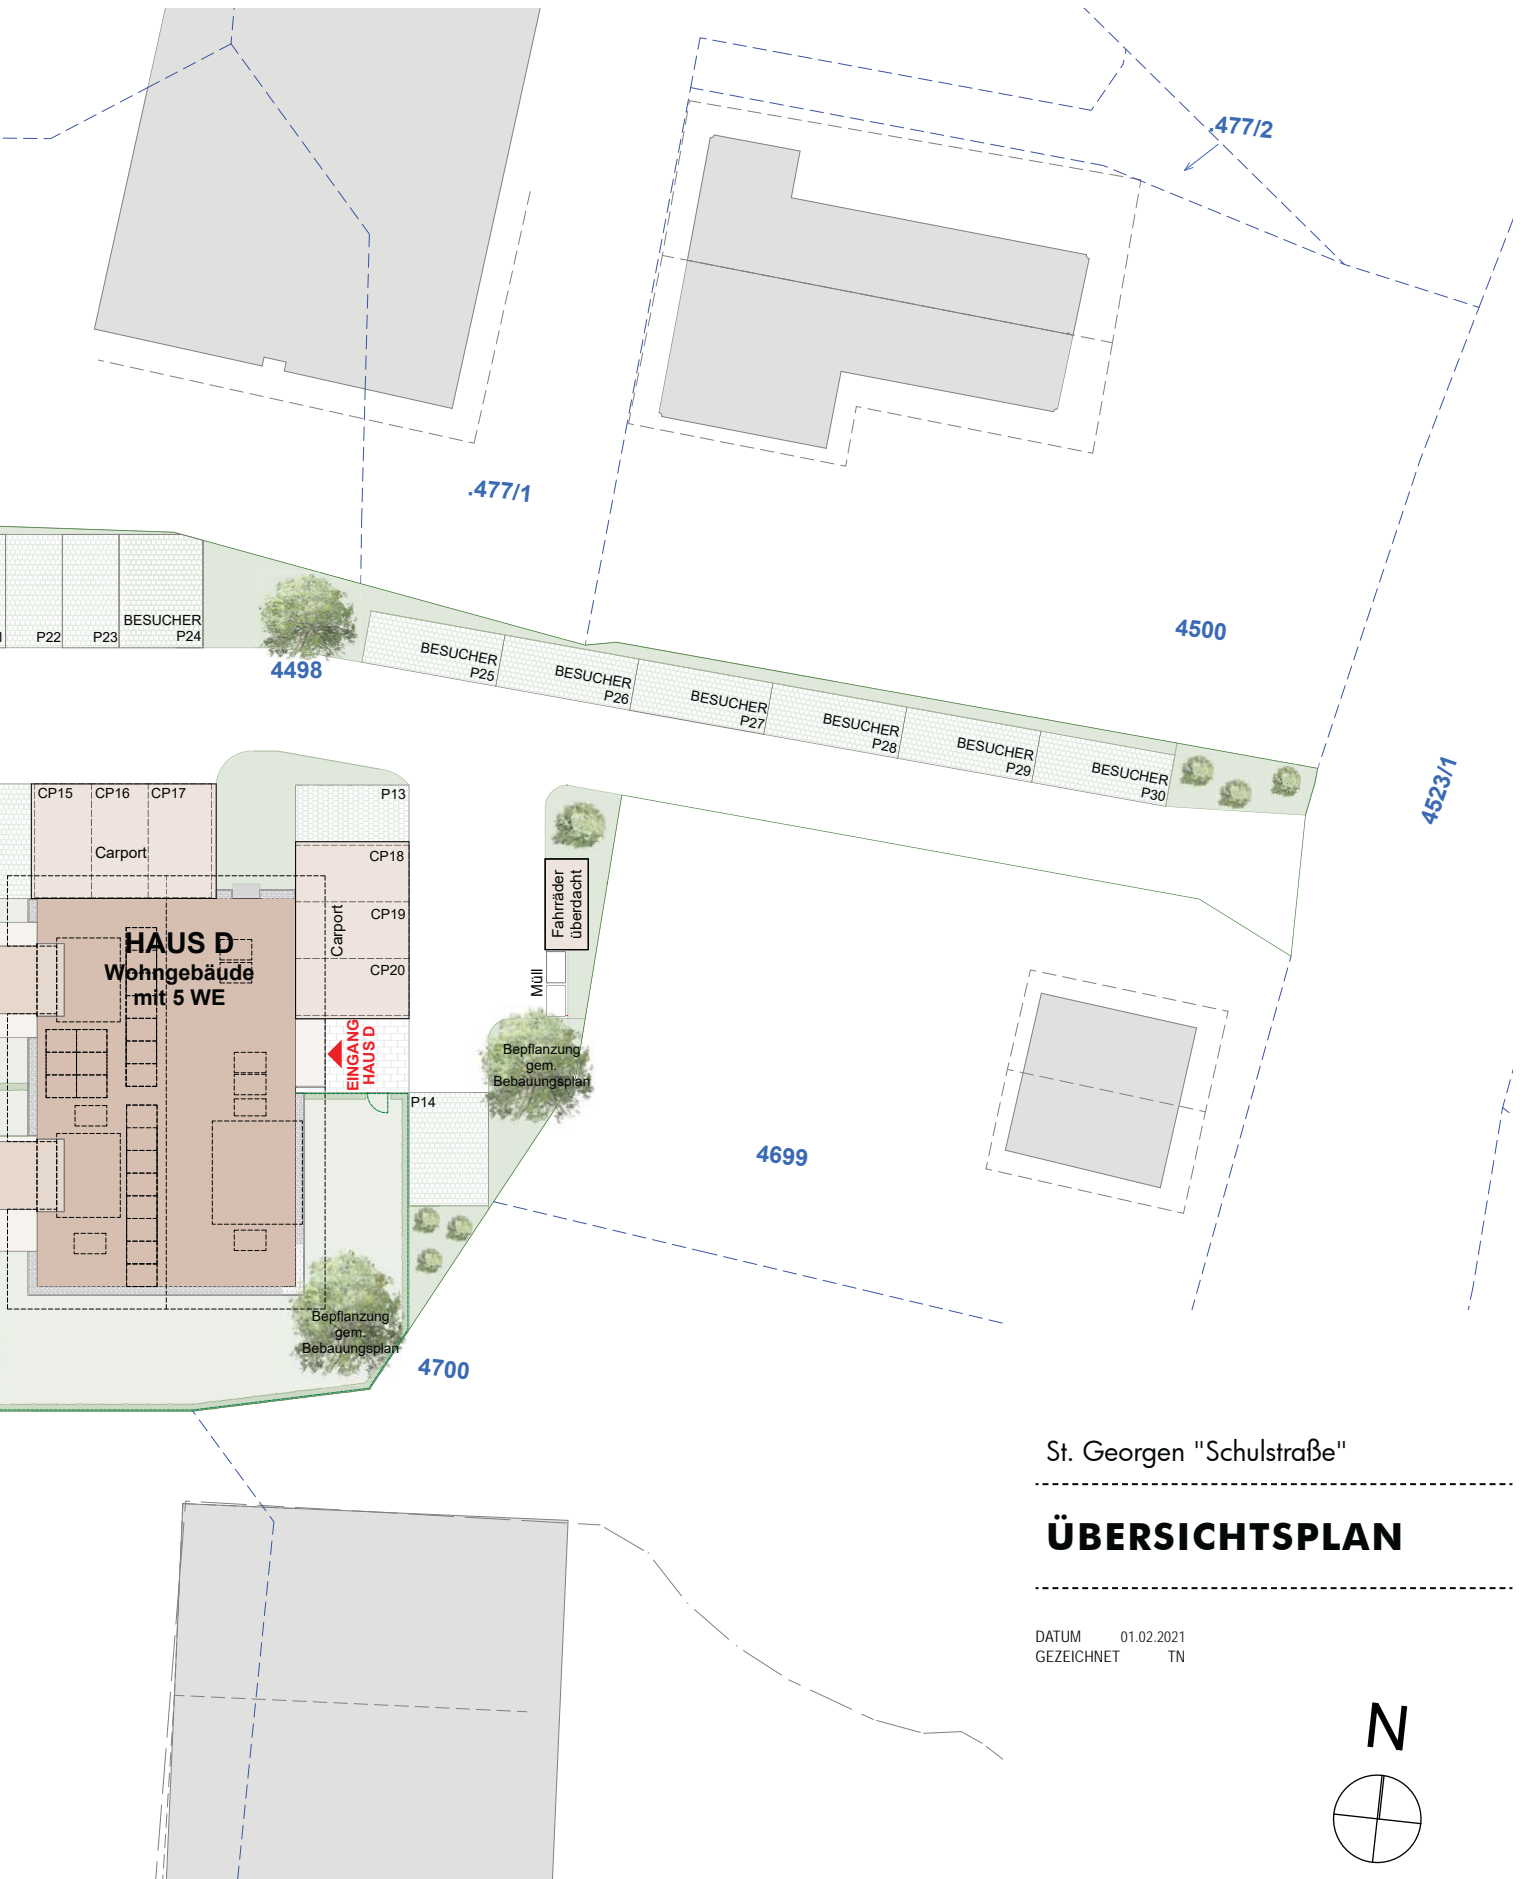 .477/2
.477/1
4500
P22
P23
BESUCHER
P24
4498
BESUCHER
P25
BESUCHER
P26
BESUCHER
P27
BESUCHER
P28
BESUCHER
P29
BESUCHER
P30
4523/1
CP15
CP16
CP17
Carport
P13
CP18
CP19
CP20
Carport
Fahrräder
überdacht
Müll
HAUS D
Wohngebäude
mit 5 WE
EINGANG
HAUS D
Bepflanzung
gem.
Bebauungsplan
P14
4699
Bepflanzung
gem.
Bebauungsplan
4700
St. Georgen "Schulstraße"
ÜBERSICHTSPLAN
DATUM 01.02.2021
GEZEICHNET TN
N